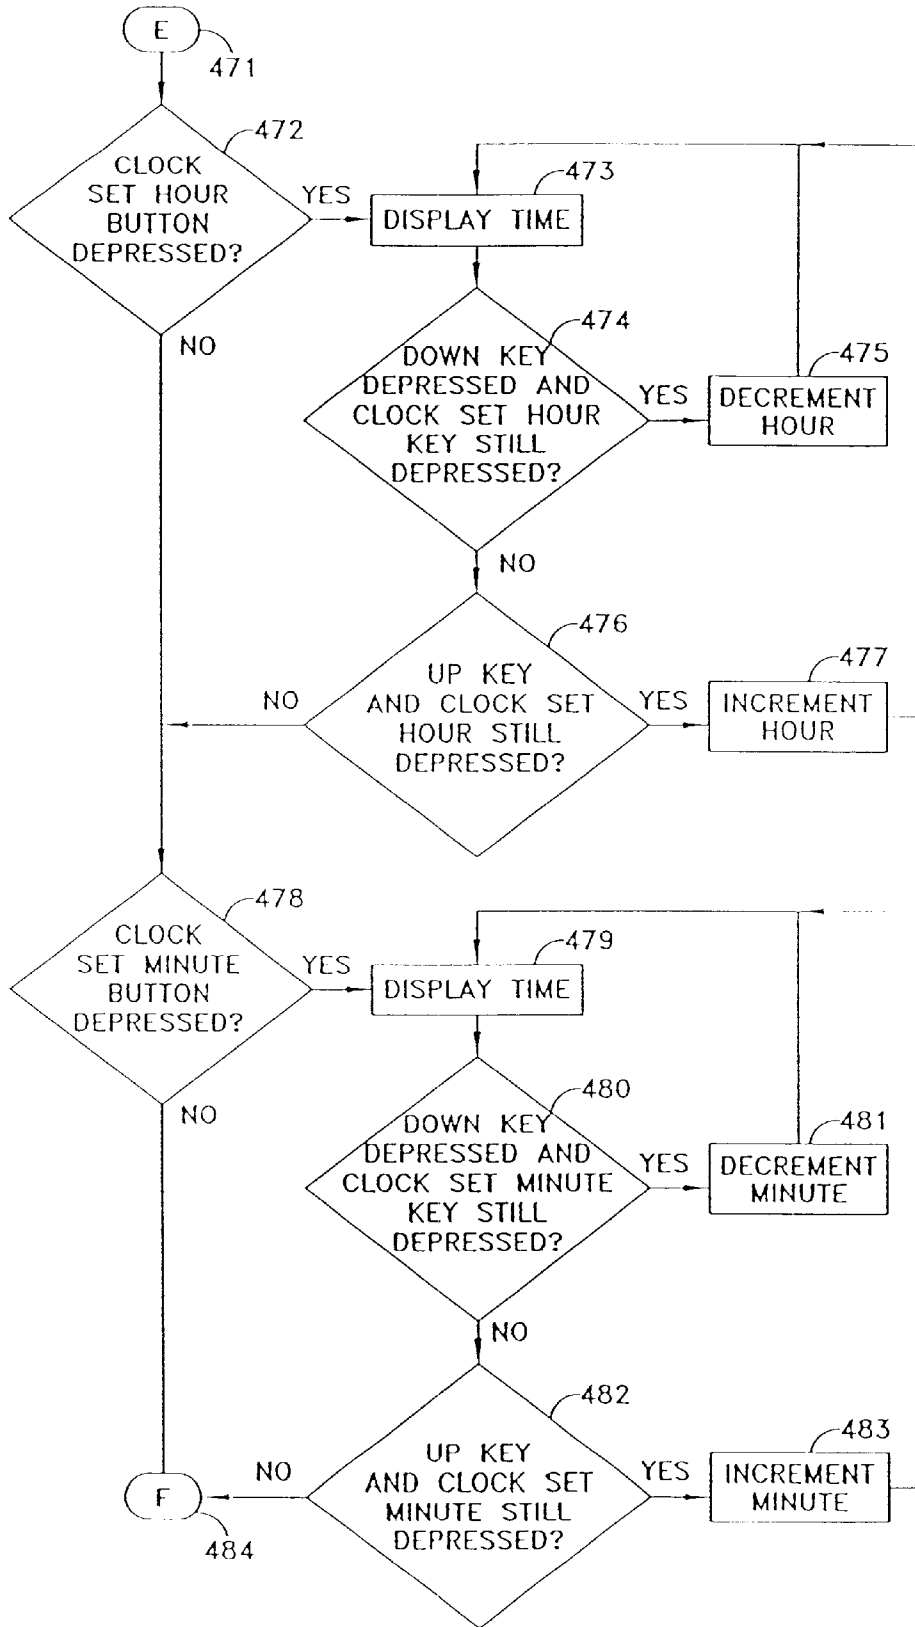 E
471
472
CLOCK
SET HOUR
BUTTON
DEPRESSED?
YES
NO
473
DISPLAY TIME
474
DOWN KEY
DEPRESSED AND
CLOCK SET HOUR
KEY STILL
DEPRESSED?
YES
475
DECREMENT
HOUR
NO
476
UP KEY
AND CLOCK SET
HOUR STILL
DEPRESSED?
NO
YES
477
INCREMENT
HOUR
478
CLOCK
SET MINUTE
BUTTON
DEPRESSED?
YES
NO
479
DISPLAY TIME
480
DOWN KEY
DEPRESSED AND
CLOCK SET MINUTE
KEY STILL
DEPRESSED?
YES
481
DECREMENT
MINUTE
NO
482
UP KEY
AND CLOCK SET
MINUTE STILL
DEPRESSED?
NO
YES
483
INCREMENT
MINUTE
F
484